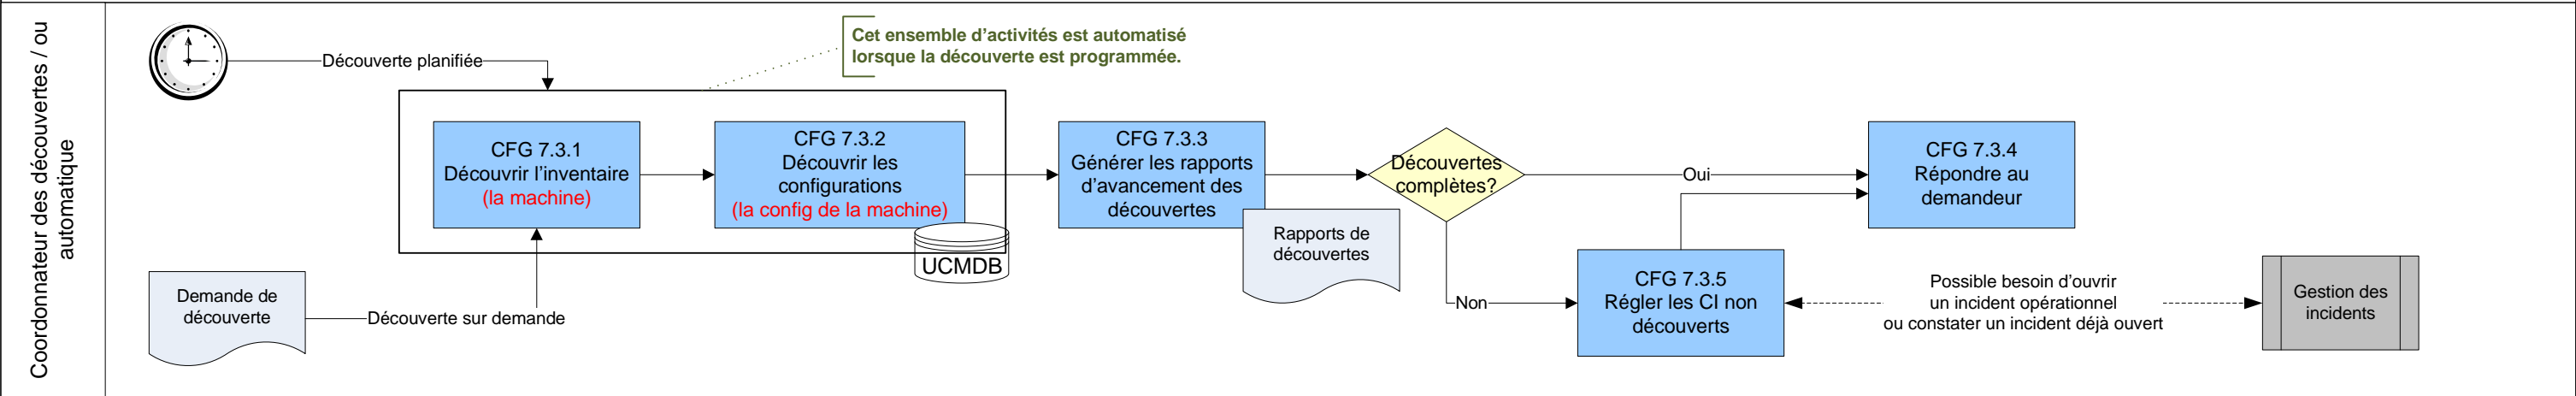 Coordonnateur des découvertes / ou
automatique
Découverte planifiée
Cet ensemble d’activités est automatisé
lorsque la découverte est programmée.
CFG 7.3.1
Découvrir l’inventaire
(la machine)
CFG 7.3.2
Découvrir les
configurations
(la config de la machine)
UCMDB
CFG 7.3.3
Générer les rapports
d’avancement des
découvertes
Rapports de
découvertes
Découvertes
complètes?
Oui
Non
CFG 7.3.4
Répondre au
demandeur
CFG 7.3.5
Régler les CI non
découverts
Possible besoin d’ouvrir
un incident opérationnel
ou constater un incident déjà ouvert
Gestion des
incidents
Demande de
découverte
Découverte sur demande